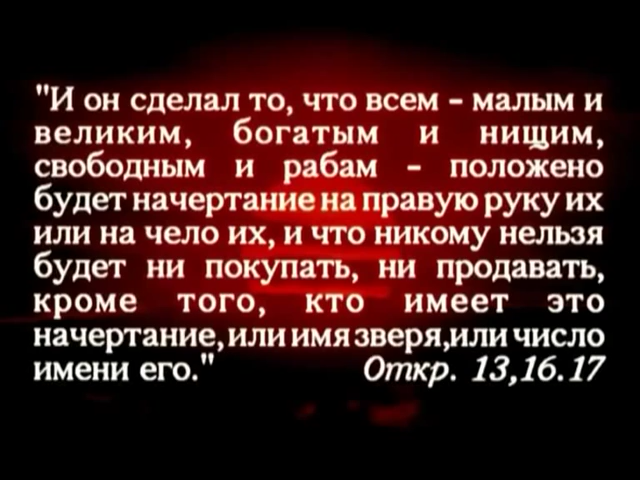 "И он сделал то, что всем - малым и
великим, богатым и нищим,
свободным и рабам - положено
будет начертание на правую руку их
или на чело их, и что никому нельзя
будет ни покупать, ни продавать,
кроме того, кто имеет это
начертание, или имя зверя,или число
имени его." Откр. 13,16.17